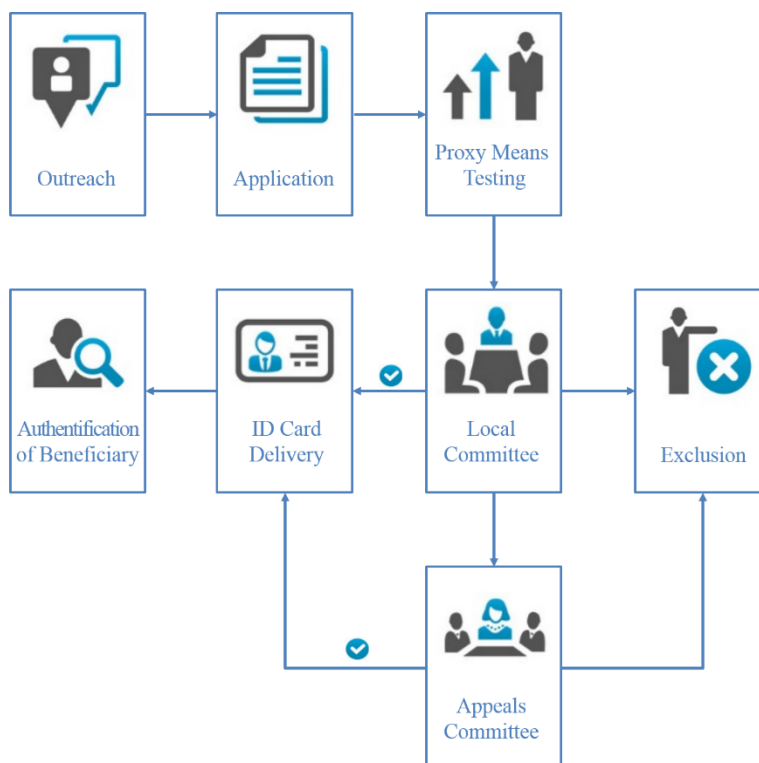 Outreach
Application
Proxy Means
Testing
Authentification
of Beneficiary
ID Card
Delivery
Local
Committee
Exclusion
Appeals
Committee